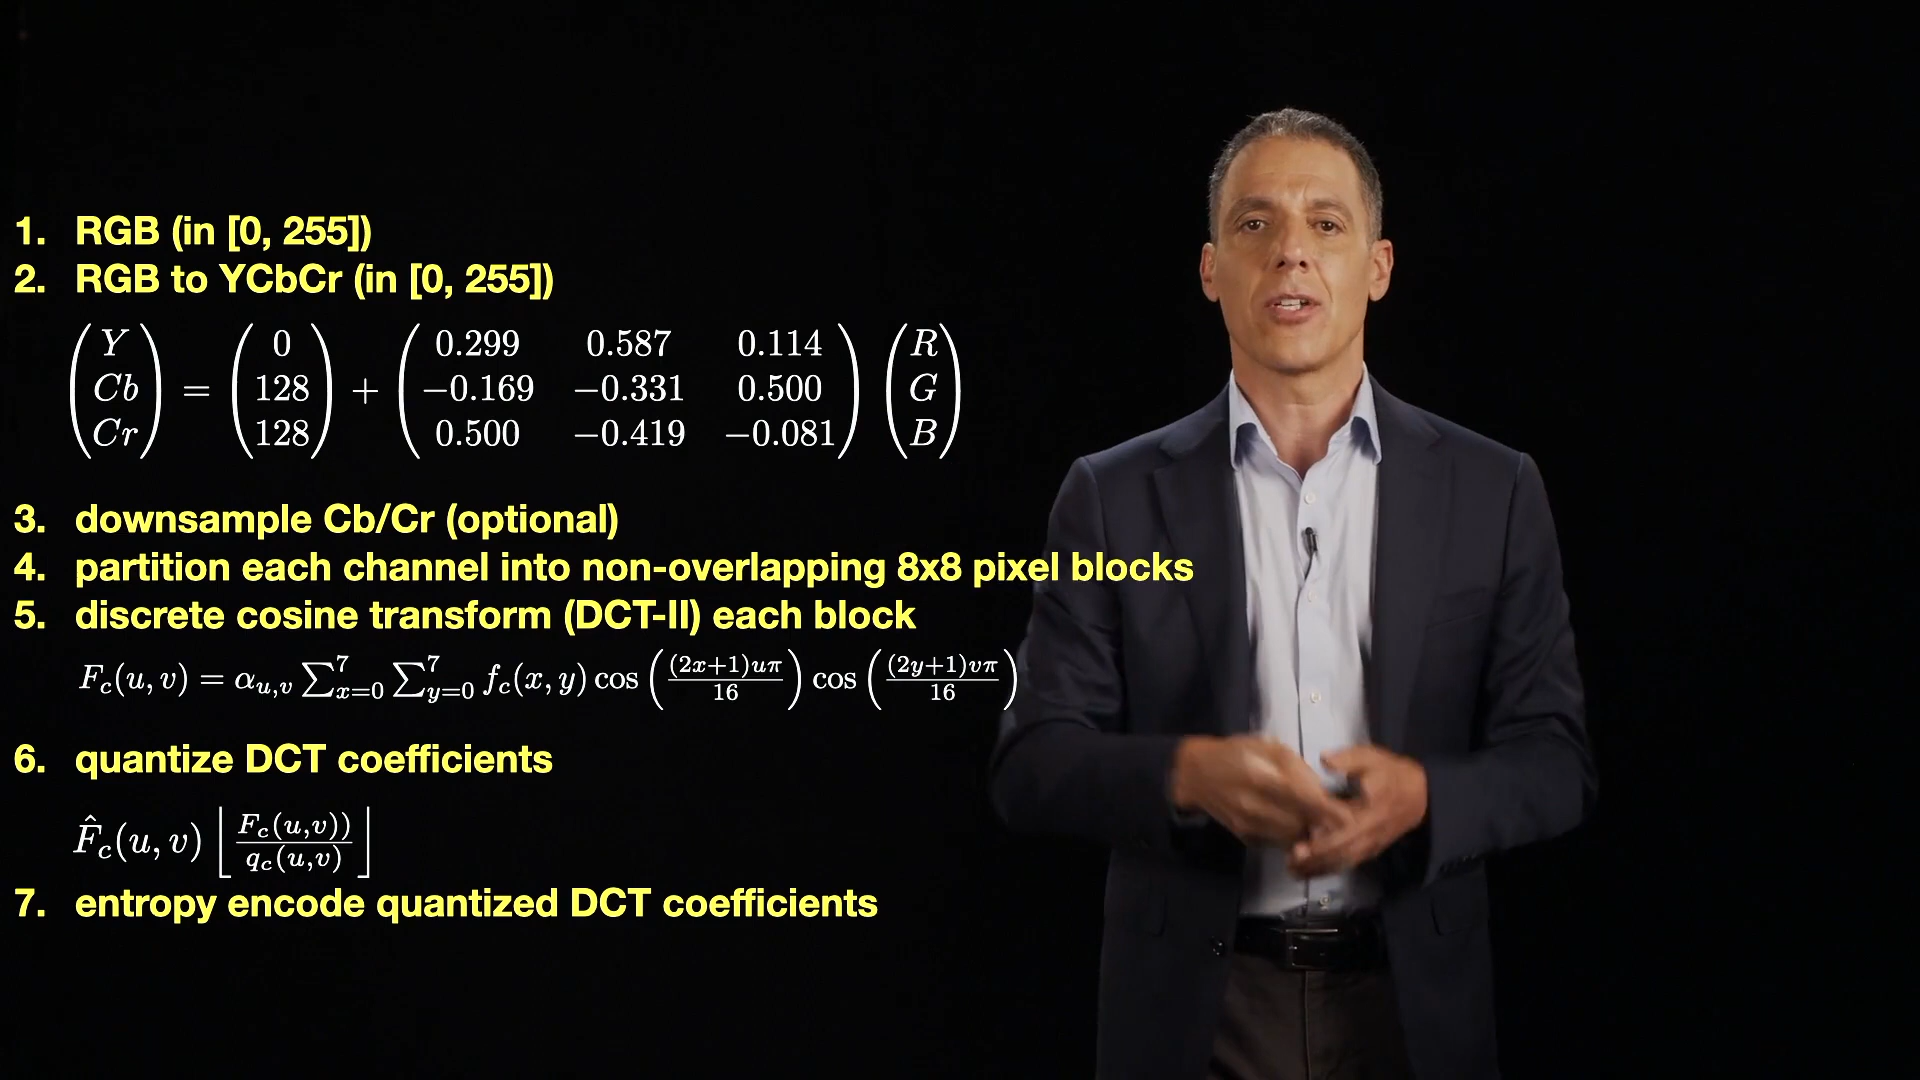 1. RGB (in [0, 255])
2. RGB to YCbCr (in [0, 255])
(Y Cb Cr) = (0 128 128) + (0.299 0.587 0.114 −0.169 −0.331 0.500 0.500 −0.419 −0.081) (R G B)
3. downsample Cb/Cr (optional)
4. partition each channel into non-overlapping 8x8 pixel blocks
5. discrete cosine transform (DCT-II) each block
F_c(u, v) = α_{u,v} ∑_{x=0}^{7} ∑_{y=0}^{7} f_c(x, y) cos ((2x+1)uπ / 16) cos ((2y+1)vπ / 16)
6. quantize DCT coefficients
F̂_c(u, v) ⌊F_c(u,v)) / q_c(u,v)⌋
7. entropy encode quantized DCT coefficients